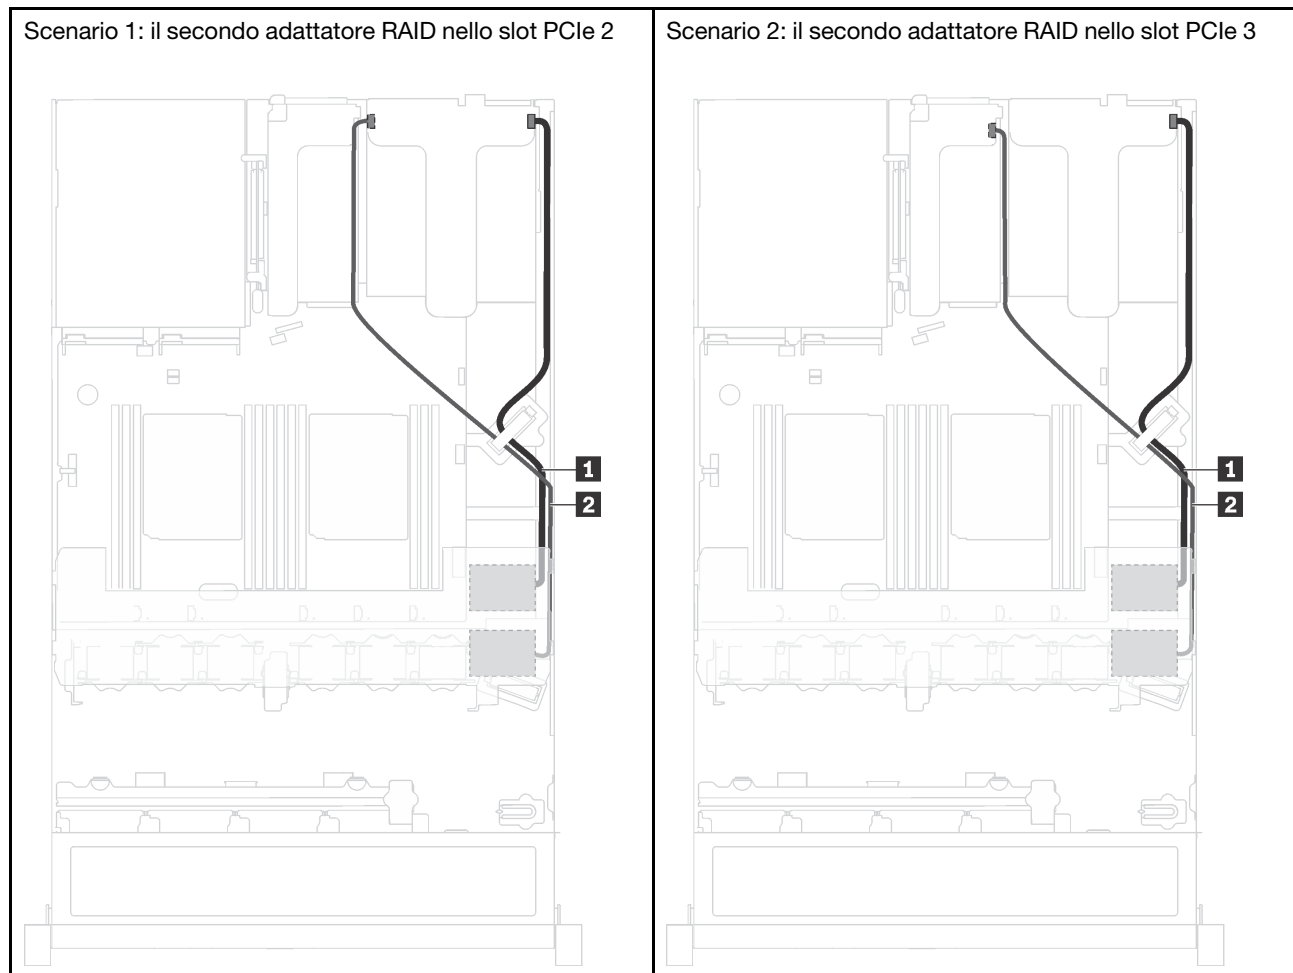 Scenario 1: il secondo adattatore RAID nello slot PCIe 2
Scenario 2: il secondo adattatore RAID nello slot PCIe 3
1
2
1
2